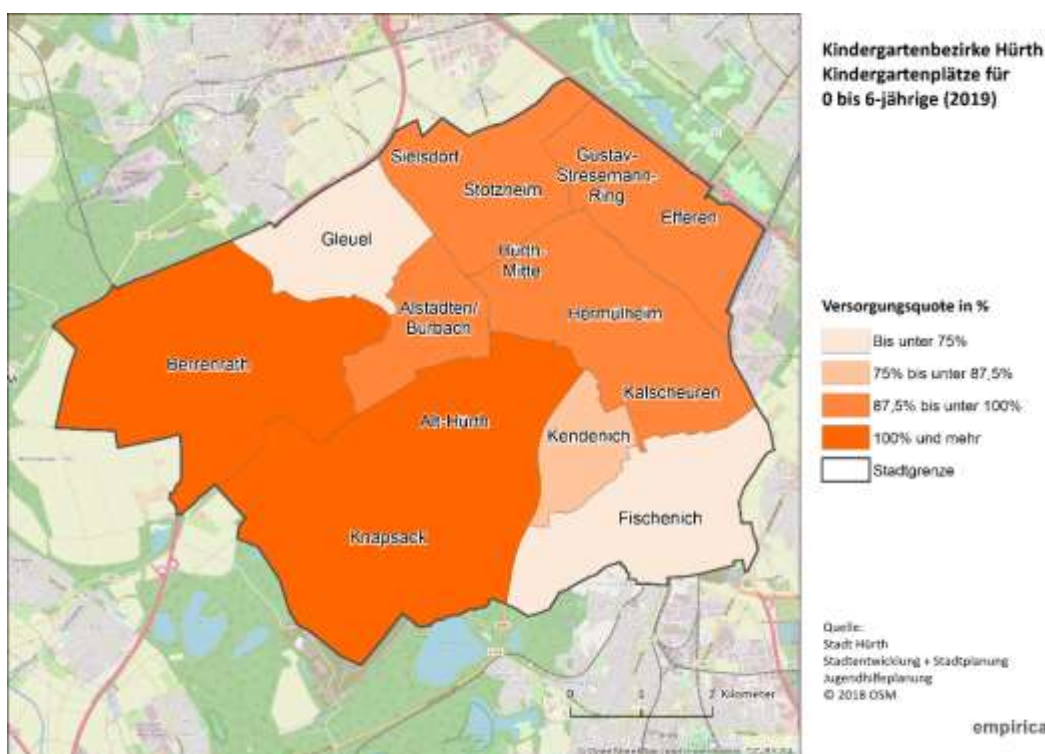 Kindergartenbezirke Hürth
Kindergartenplätze für
0 bis 6-jährige (2019)
Sielsdorf
Gustav-
Stresemann-
Ring
Stotzheim
Efferen
Gleuel
Hürth-
Mitte
Alstädten/
Burbach
Hermülheim
Berrenrath
Kalscheuren
Alt-Hürth
Kendenich
Fischenich
Knapsack
Versorgungsquote in %
Bis unter 75%
75% bis unter 87,5%
87,5% bis unter 100%
100% und mehr
Stadtgrenze
Quelle:
Stadt Hürth
Stadtentwicklung + Stadtplanung
Jugendhilfeplanung
© 2018 OSM
0 1 2 Kilometer
empirica